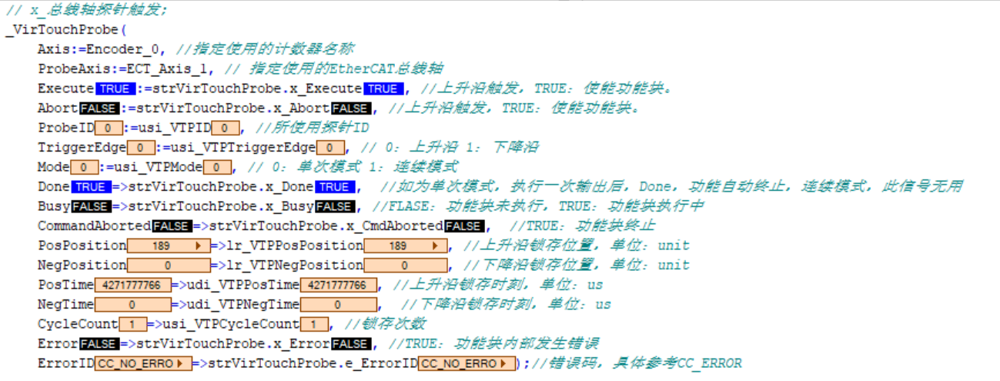 // x_总线轴探针触发;
_VirTouchProbe(
Axis:=Encoder_0, //指定使用的计数器名称
ProbeAxis:=ECT_Axis_1, // 指定使用的EtherCAT总线轴
Execute TRUE :=strVirTouchProbe.x_Execute TRUE , //上升沿触发, TRUE: 使能功能块。
Abort FALSE :=strVirTouchProbe.x_Abort FALSE , //上升沿触发, TRUE: 使能功能块。
ProbeID 0 :=usi_VTPID 0 , //所使用探针ID
TriggerEdge 0 :=usi_VTPTriggerEdge 0 , // 0: 上升沿 1: 下降沿
Mode 0 :=usi_VTPMode 0 , // 0: 单次模式 1: 连续模式
Done TRUE =>strVirTouchProbe.x_Done TRUE , //如为单次模式, 执行一次输出后, Done, 功能自动终止, 连续模式, 此信号无用
Busy FALSE =>strVirTouchProbe.x_Busy FALSE , //FLASE: 功能块未执行, TRUE: 功能块执行中
CommandAborted FALSE =>strVirTouchProbe.x_CmdAborted FALSE , //TRUE: 功能块终止
PosPosition 189 =>lr_VTPPosPosition 189 , //上升沿锁存位置, 单位: unit
NegPosition 0 =>lr_VTPNegPosition 0 , //下降沿锁存位置, 单位: unit
PosTime 4271777766 =>udi_VTPPosTime 4271777766 , //上升沿锁存时刻, 单位: us
NegTime 0 =>udi_VTPNegTime 0 , //下降沿锁存时刻, 单位: us
CycleCount 1 =>usi_VTPCycleCount 1 , //锁存次数
Error FALSE =>strVirTouchProbe.x_Error FALSE , //TRUE: 功能块内部发生错误
ErrorID CC_NO_ERRO =>strVirTouchProbe.e_ErrorID CC_NO_ERRO );//错误码, 具体参考CC_ERROR